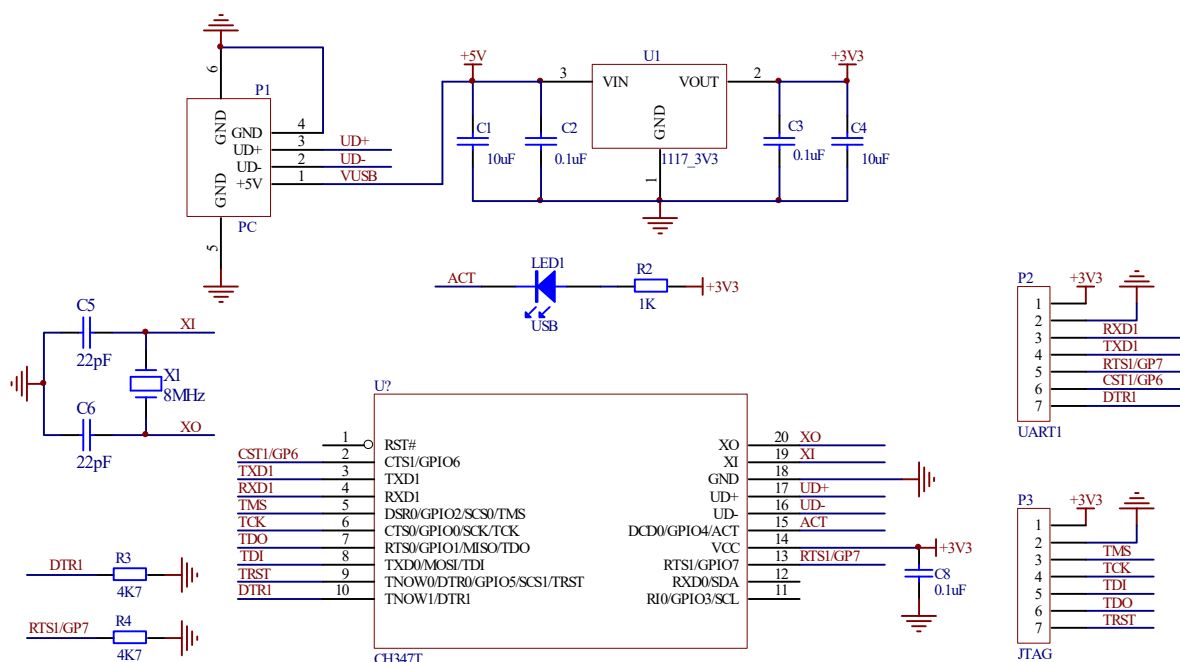 P1
6
GND
GND
4
UD+
3
UD+
UD-
2
UD-
+5V
1
VUSB
GND
5
PC
+5V
C1
10uF
C2
0.1uF
U1
3
VIN
VOUT
2
GND
1
1117_3V3
+3V3
C3
0.1uF
C4
10uF
ACT
LED1
USB
R2
1K
+3V3
C5
22pF
XI
X1
8MHz
C6
22pF
XO
P2
+3V3
1
2
3
RXD1
4
TXD1
5
RTS1/GP7
6
CST1/GP6
7
DTR1
UART1
U?
1
RST#
CST1/GP6
2
CTS1/GPIO6
TXD1
3
TXD1
RXD1
4
RXD1
TMS
5
DSR0/GPIO2/SCS0/TMS
TCK
6
CTS0/GPIO0/SCK/TCK
TDO
7
RTS0/GPIO1/MISO/TDO
TDI
8
TXD0/MOSI/TDI
TRST
9
TNOW0/DTR0/GPIO5/SCS1/TRST
DTR1
10
TNOW1/DTR1
XO
20
XO
XI
19
XI
GND
18
UD+
17
UD+
UD-
16
UD-
DCD0/GPIO4/ACT
15
ACT
VCC
14
+3V3
RTS1/GPIO7
13
RTS1/GP7
RXD0/SDA
12
RI0/GPIO3/SCL
11
CH347T
C8
0.1uF
DTR1
R3
4K7
RTS1/GP7
R4
4K7
P3
+3V3
1
2
3
TMS
4
TCK
5
TDI
6
TDO
7
TRST
JTAG